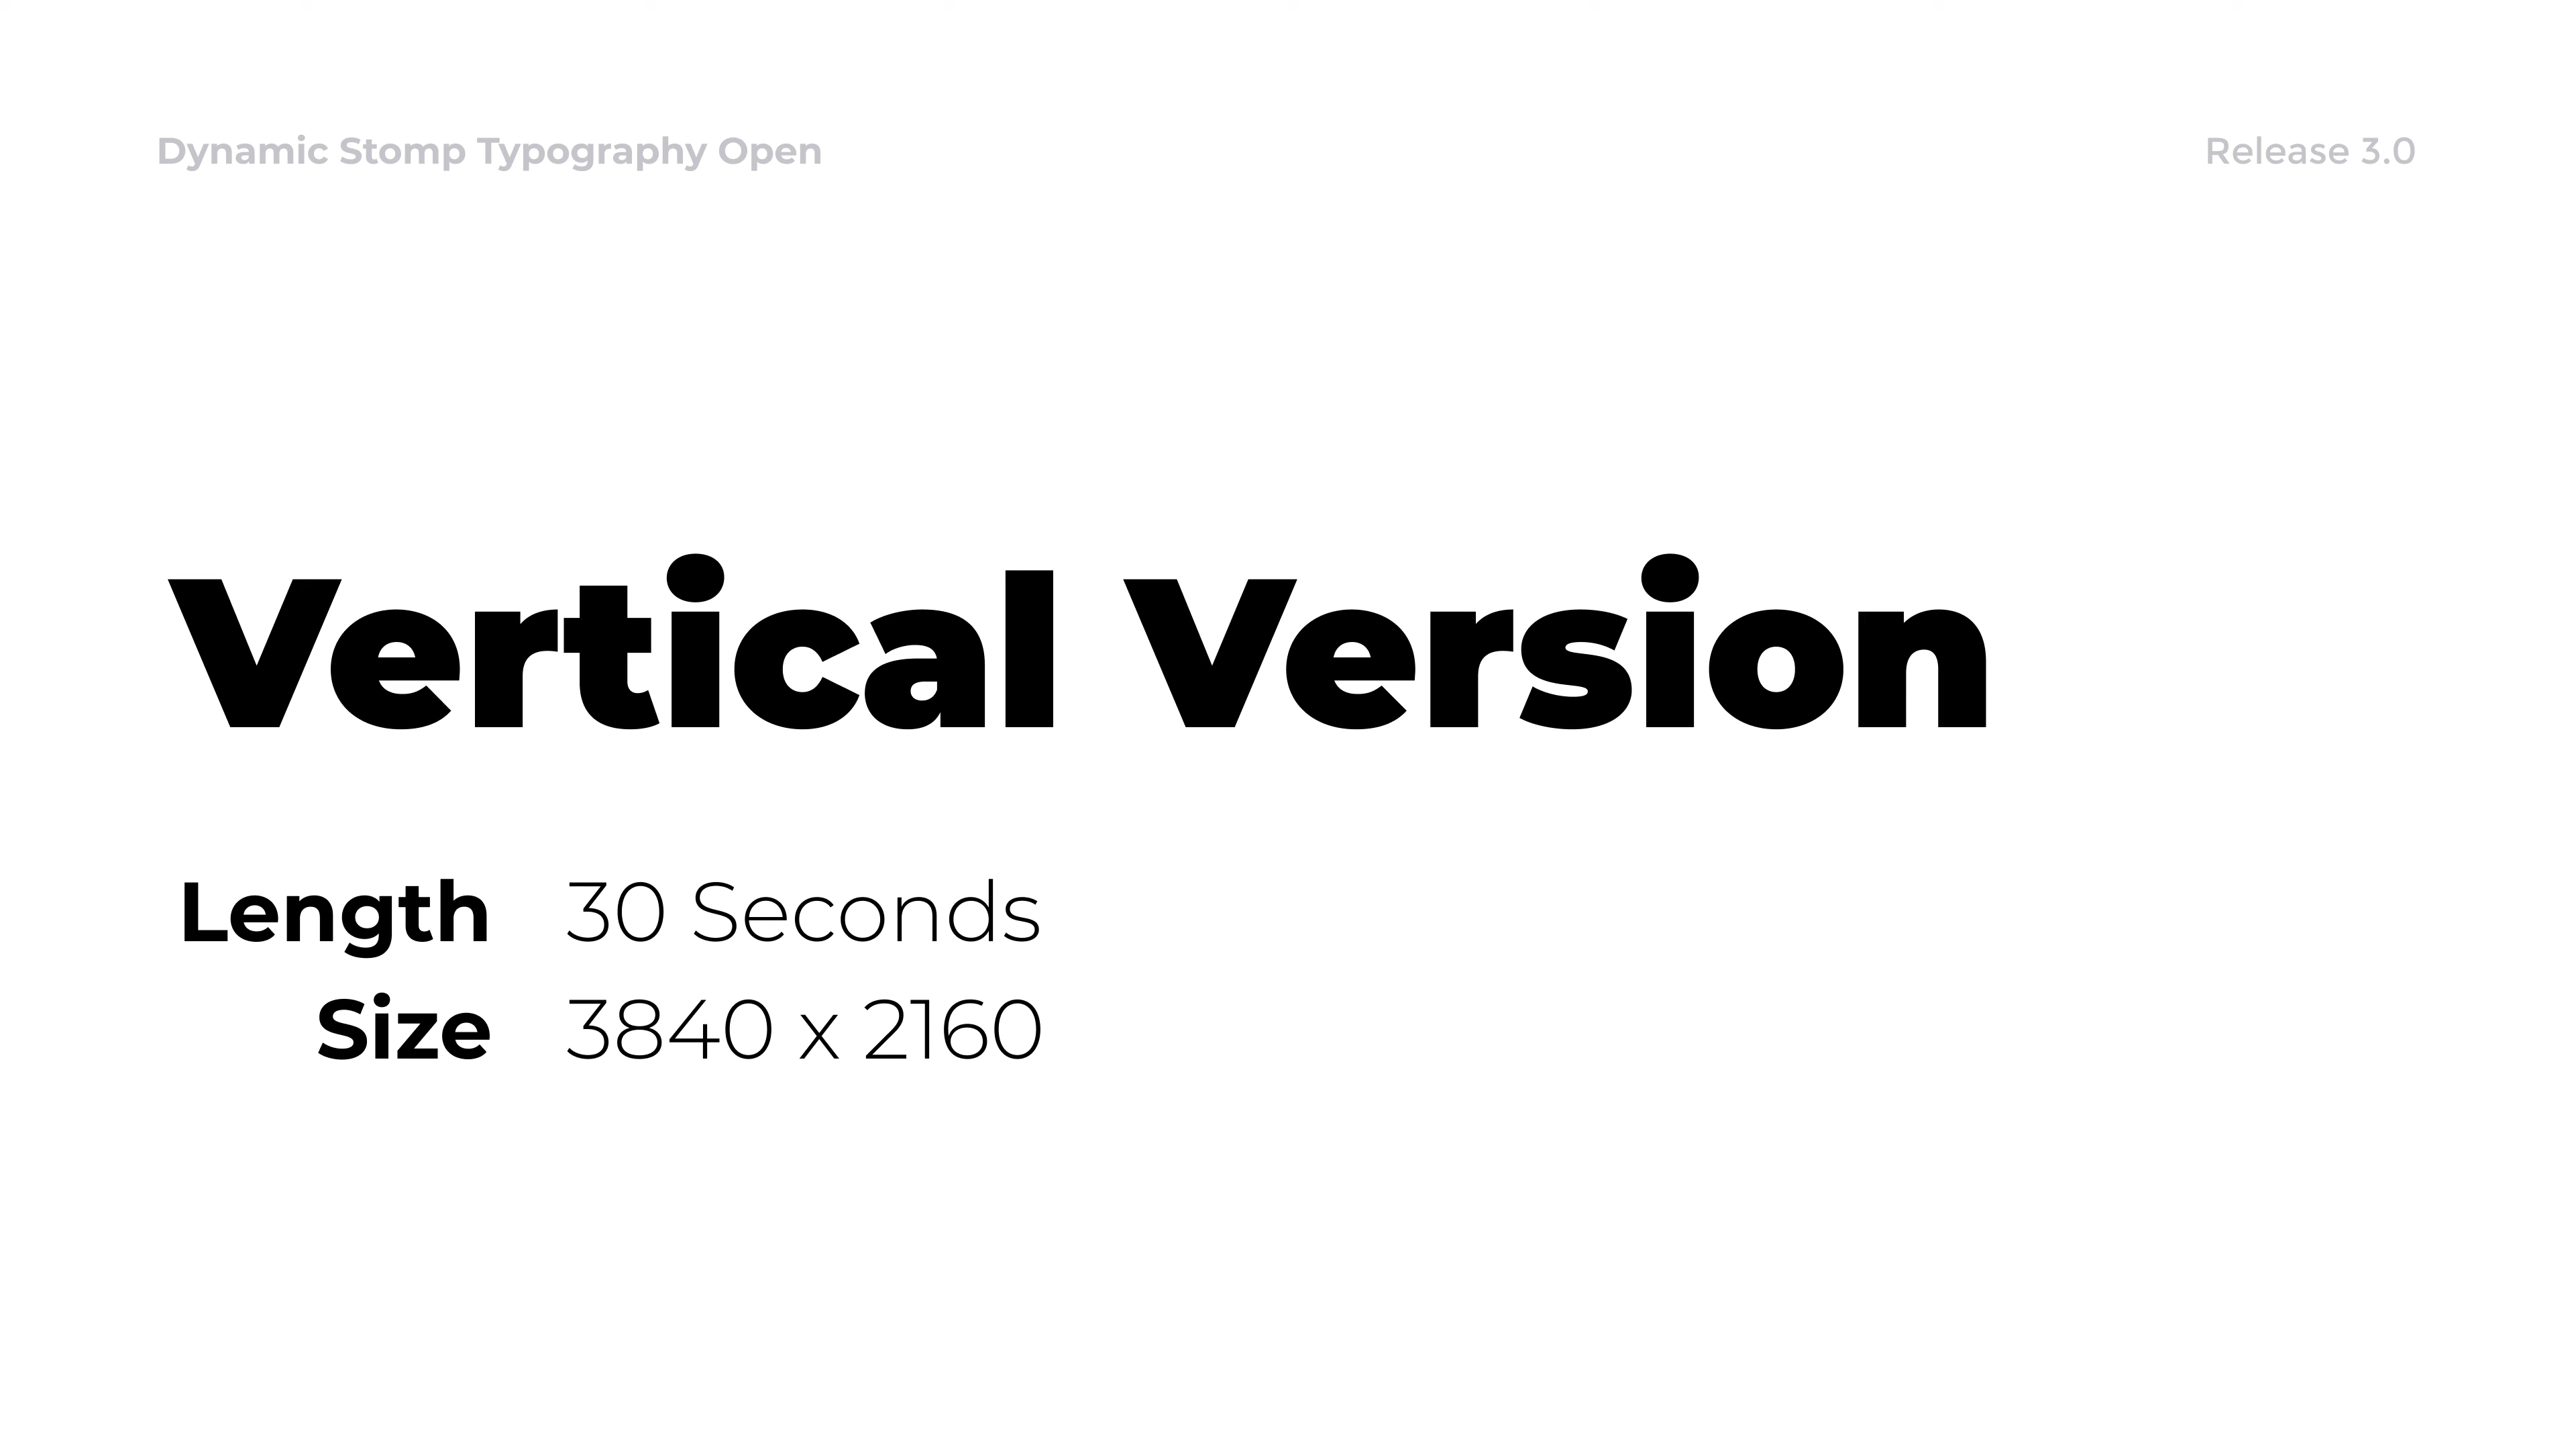 Dynamic Stomp Typography Open
Release 3.0
Vertical Version
Length 30 Seconds
Size 3840 x 2160